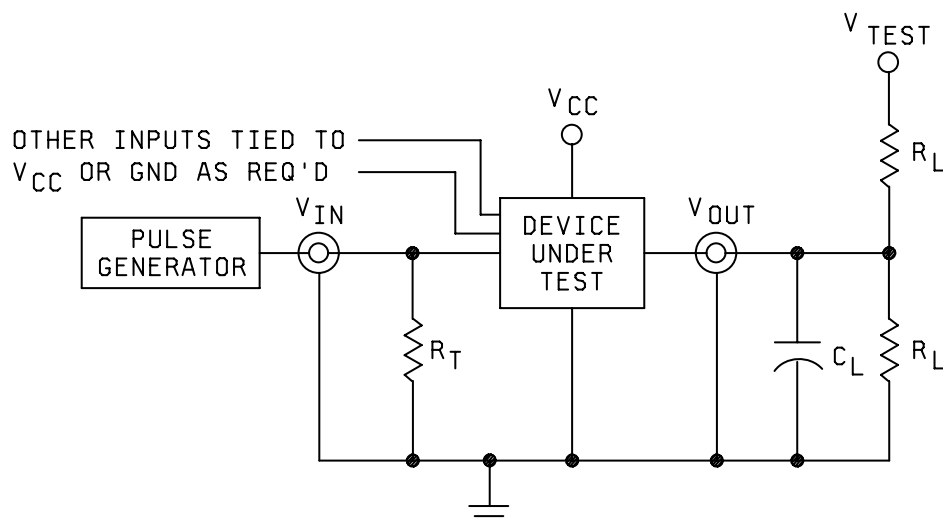 V TEST
V CC
OTHER INPUTS TIED TO
V CC OR GND AS REQ'D
R L
V IN
V OUT
PULSE
GENERATOR
DEVICE
UNDER
TEST
R T
C L
R L